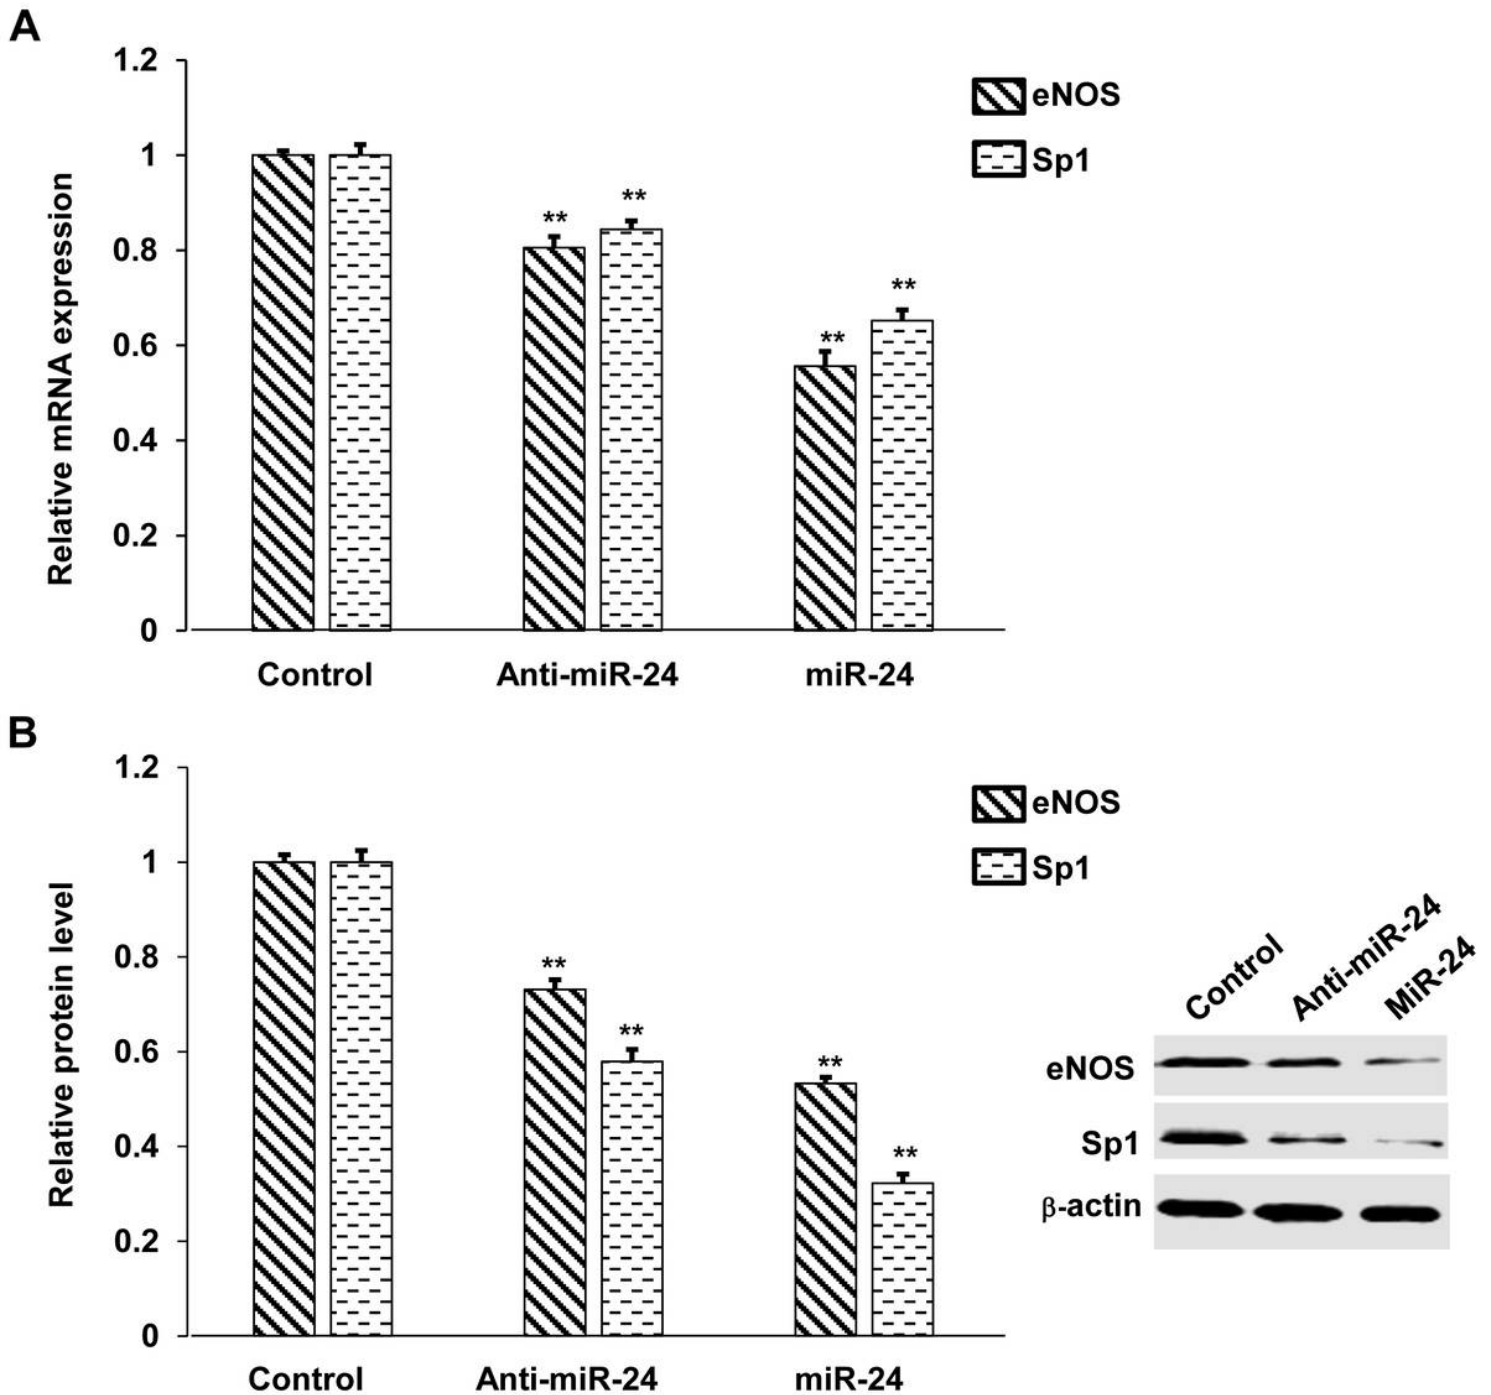 A
1.2
1
0.8
0.6
0.4
0.2
0
Relative mRNA expression
eNOS
Sp1
**
**
**
**
Control
Anti-miR-24
miR-24
B
1.2
1
0.8
0.6
0.4
0.2
0
Relative protein level
eNOS
Sp1
**
**
**
**
Control
Anti-miR-24
miR-24
Control
Anti-miR-24
MiR-24
eNOS
Sp1
β-actin